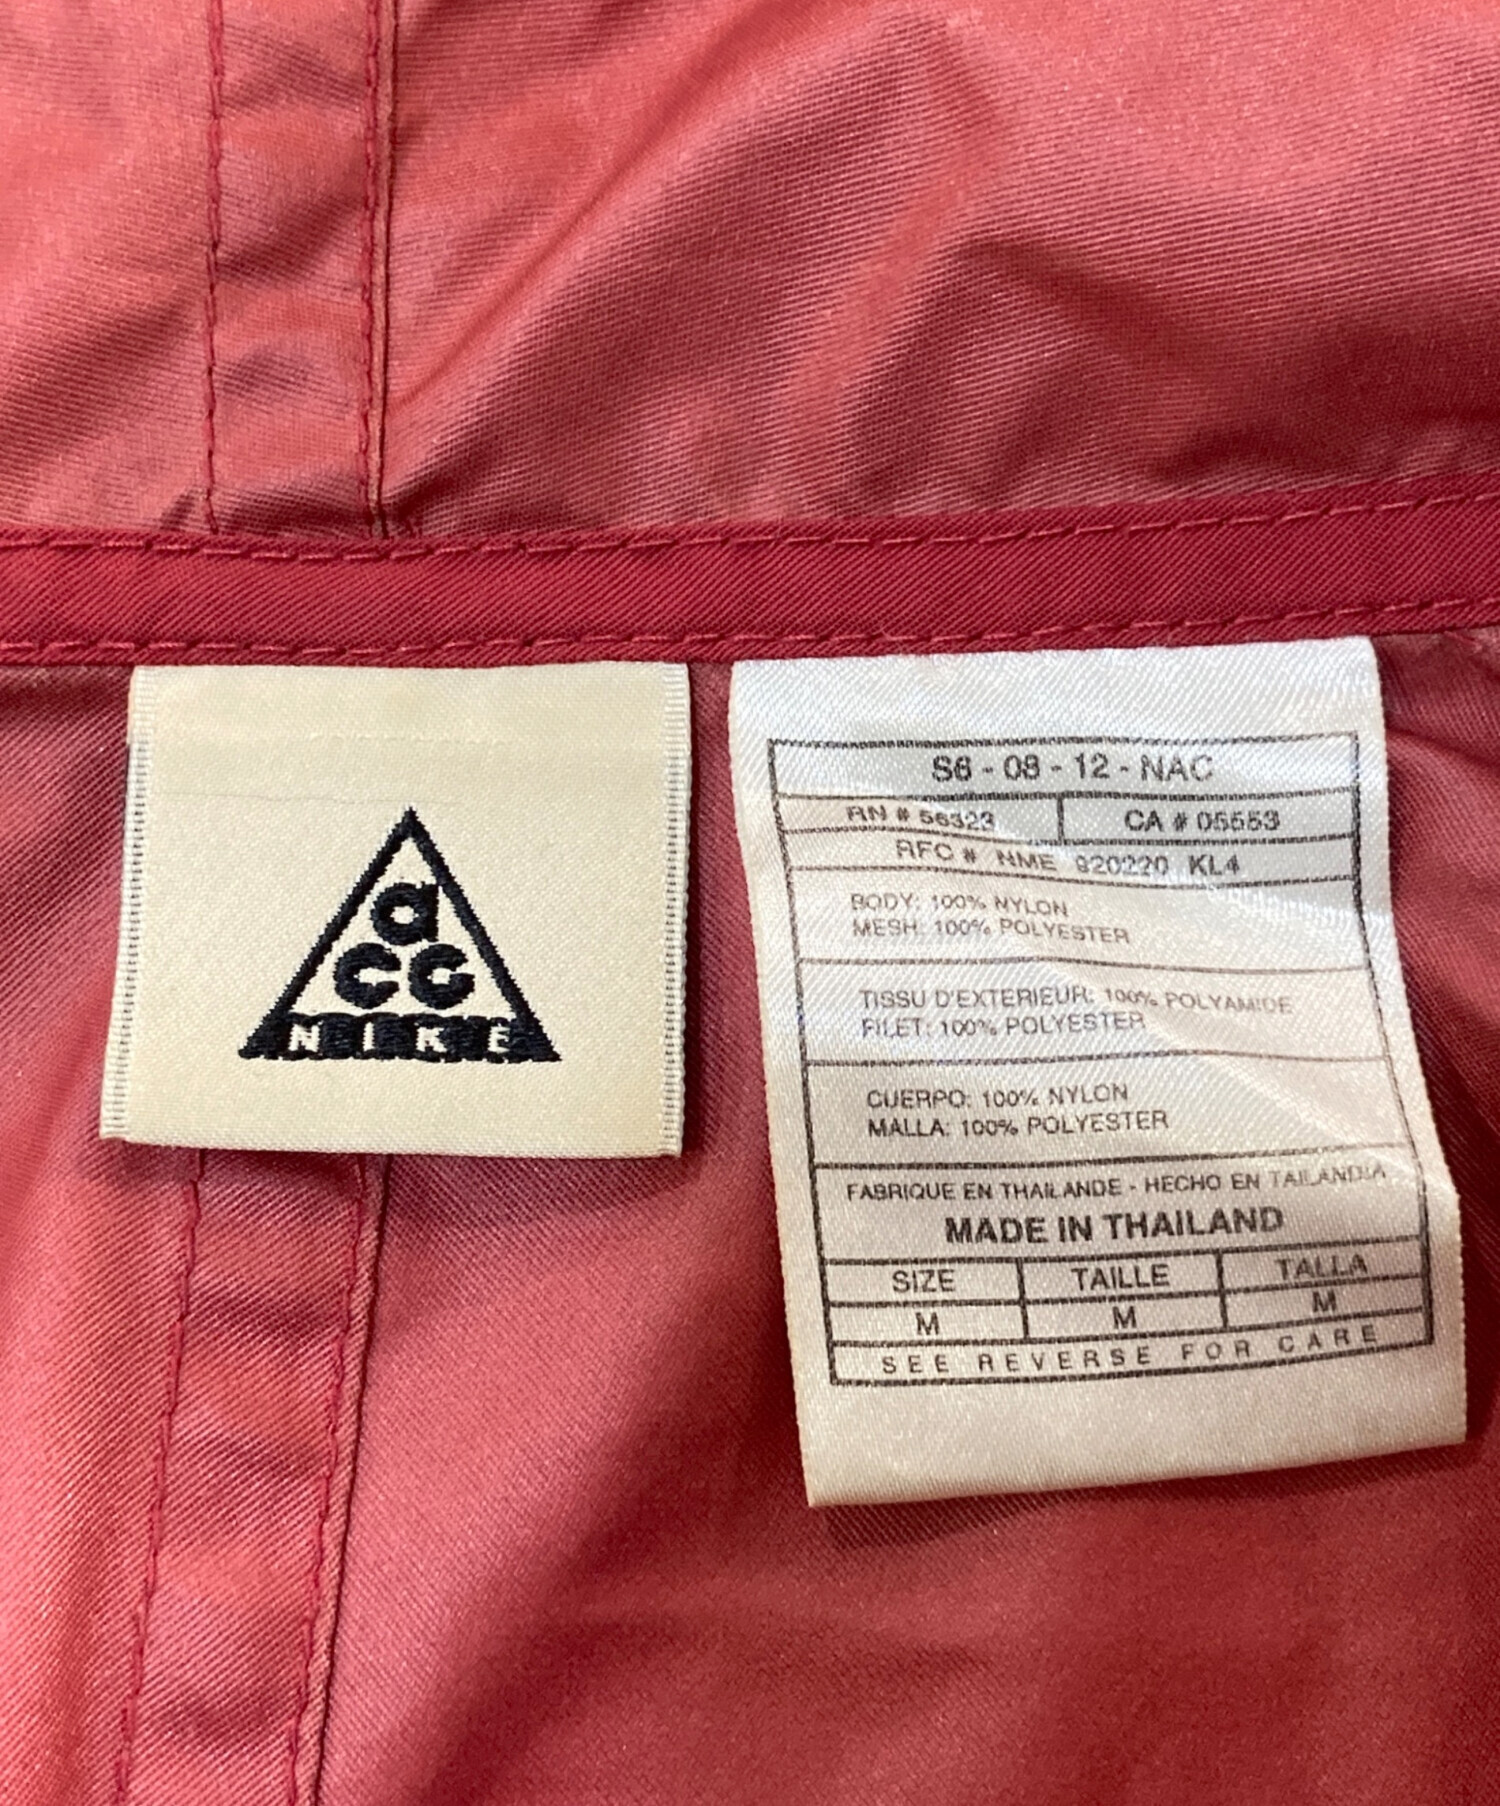 a
cg
NIKE
S6 - 08 - 12 - NAC
RN # 56323 CA # 05553
RFC # NME 920220 KL4
BODY: 100% NYLON
MESH: 100% POLYESTER
TISSU D'EXTERIEUR: 100% POLYAMIDE
FILET: 100% POLYESTER
CUERPO: 100% NYLON
MALLA: 100% POLYESTER
FABRIQUE EN THAILANDE - HECHO EN TAILANDIA
MADE IN THAILAND
SIZE TAILLE TALLA
M M M
SEE REVERSE FOR CARE